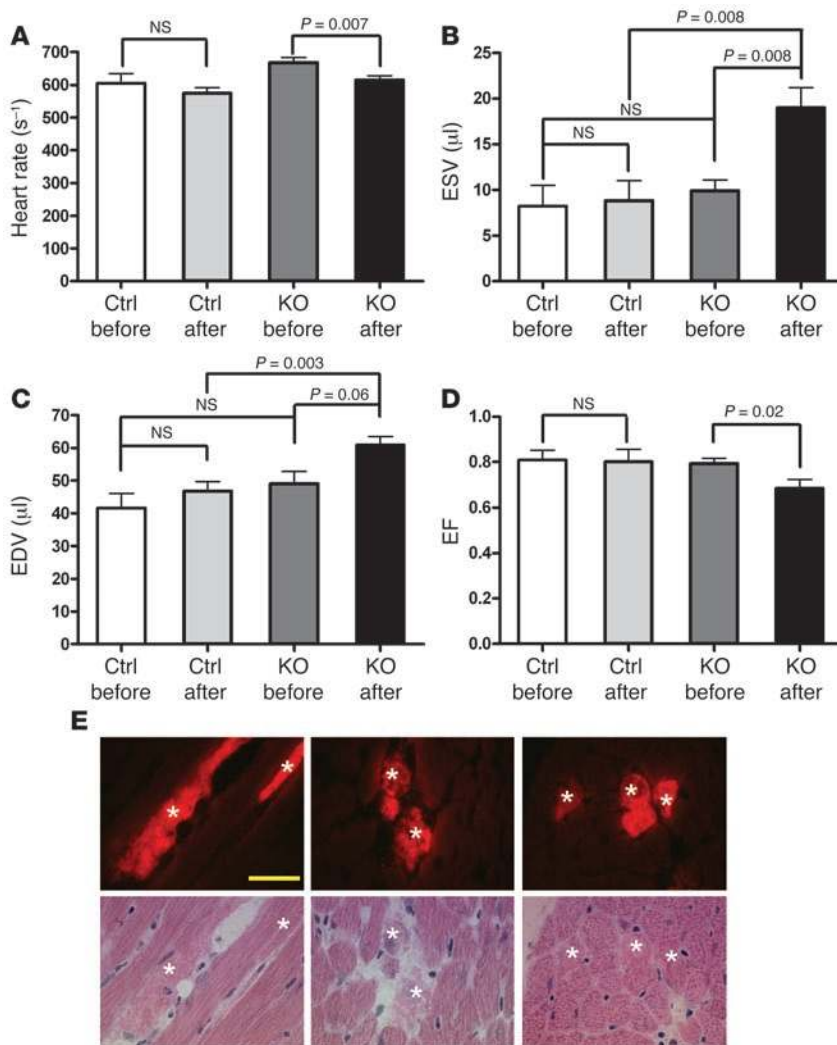 A
NS
P = 0.007
Heart rate (s⁻¹)
700
600
500
400
300
200
100
0
Ctrl before
Ctrl after
KO before
KO after
B
P = 0.008
P = 0.008
NS
NS
ESV (μl)
25
20
15
10
5
0
Ctrl before
Ctrl after
KO before
KO after
C
P = 0.003
NS
P = 0.06
NS
EDV (μl)
70
60
50
40
30
20
10
0
Ctrl before
Ctrl after
KO before
KO after
D
NS
P = 0.02
EF
1.0
0.8
0.6
0.4
0.2
0.0
Ctrl before
Ctrl after
KO before
KO after
E
* *
* *
* * *
* *
* *
* * *